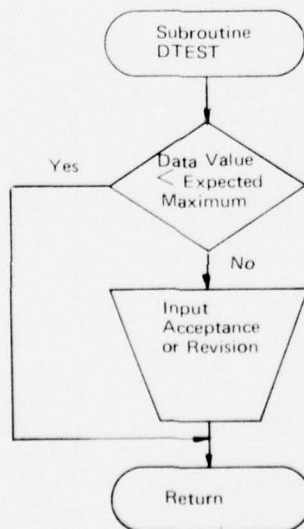 Subroutine
DTEST
Yes
Data Value
< Expected
Maximum
No
Input
Acceptance
or Revision
Return